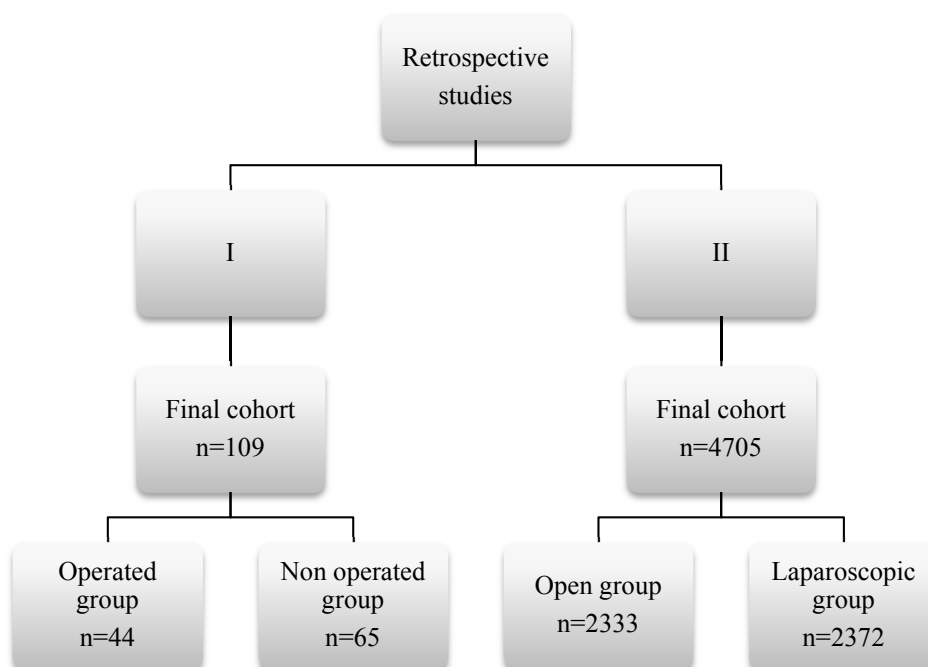 Retrospective
studies
I
II
Final cohort
n=109
Final cohort
n=4705
Operated
group
n=44
Non operated
group
n=65
Open group
n=2333
Laparoscopic
group
n=2372